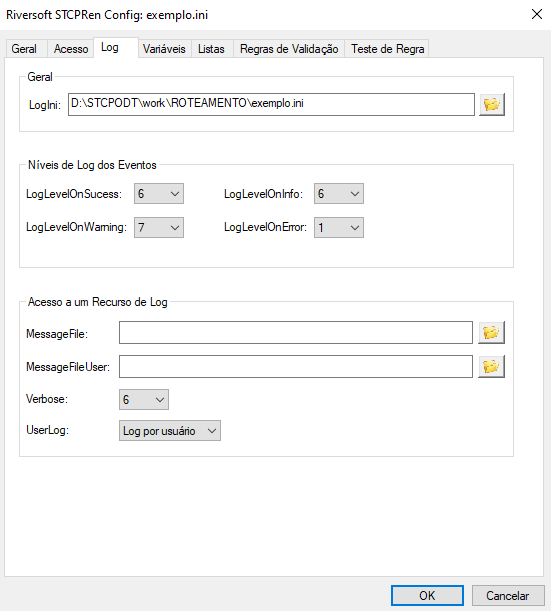 Riversoft STCPRen Config: exemplo.ini
Geral Acesso Log Variáveis Listas Regras de Validação Teste de Regra
Geral
LogIni: D:\STCPODT\work\ROTEAMENTO\exemplo.ini
Níveis de Log dos Eventos
LogLevelOnSucess: 6 LogLevelOnInfo: 6
LogLevelOnWarning: 7 LogLevelOnError: 1
Acesso a um Recurso de Log
MessageFile:
MessageFileUser:
Verbose: 6
UserLog: Log por usuário
OK Cancelar